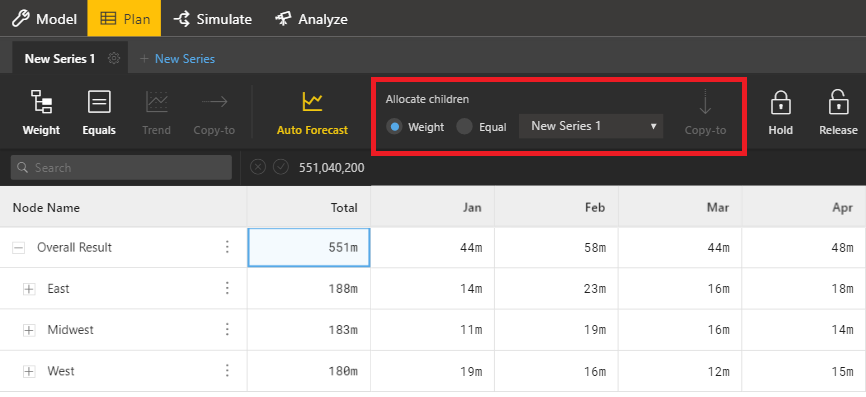 Model Plan Simulate Analyze
New Series 1 + New Series
Allocate children
Weight Equal New Series 1
Weight Equals Trend Copy-to Auto Forecast Copy-to Hold Release
Search 551,040,200
Node Name Total Jan Feb Mar Apr
Overall Result 551m 44m 58m 44m 48m
East 188m 14m 23m 16m 18m
Midwest 183m 11m 19m 16m 14m
West 180m 19m 16m 12m 15m